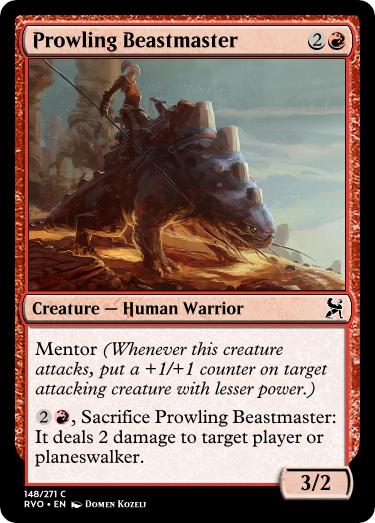 Prowling Beastmaster 2
Creature — Human Warrior
Mentor (Whenever this creature
attacks, put a +1/+1 counter on target
attacking creature with lesser power.)
2, Sacrifice Prowling Beastmaster:
It deals 2 damage to target player or
planeswalker.
3/2
148/271 C
RVO • EN Domen Kozelj